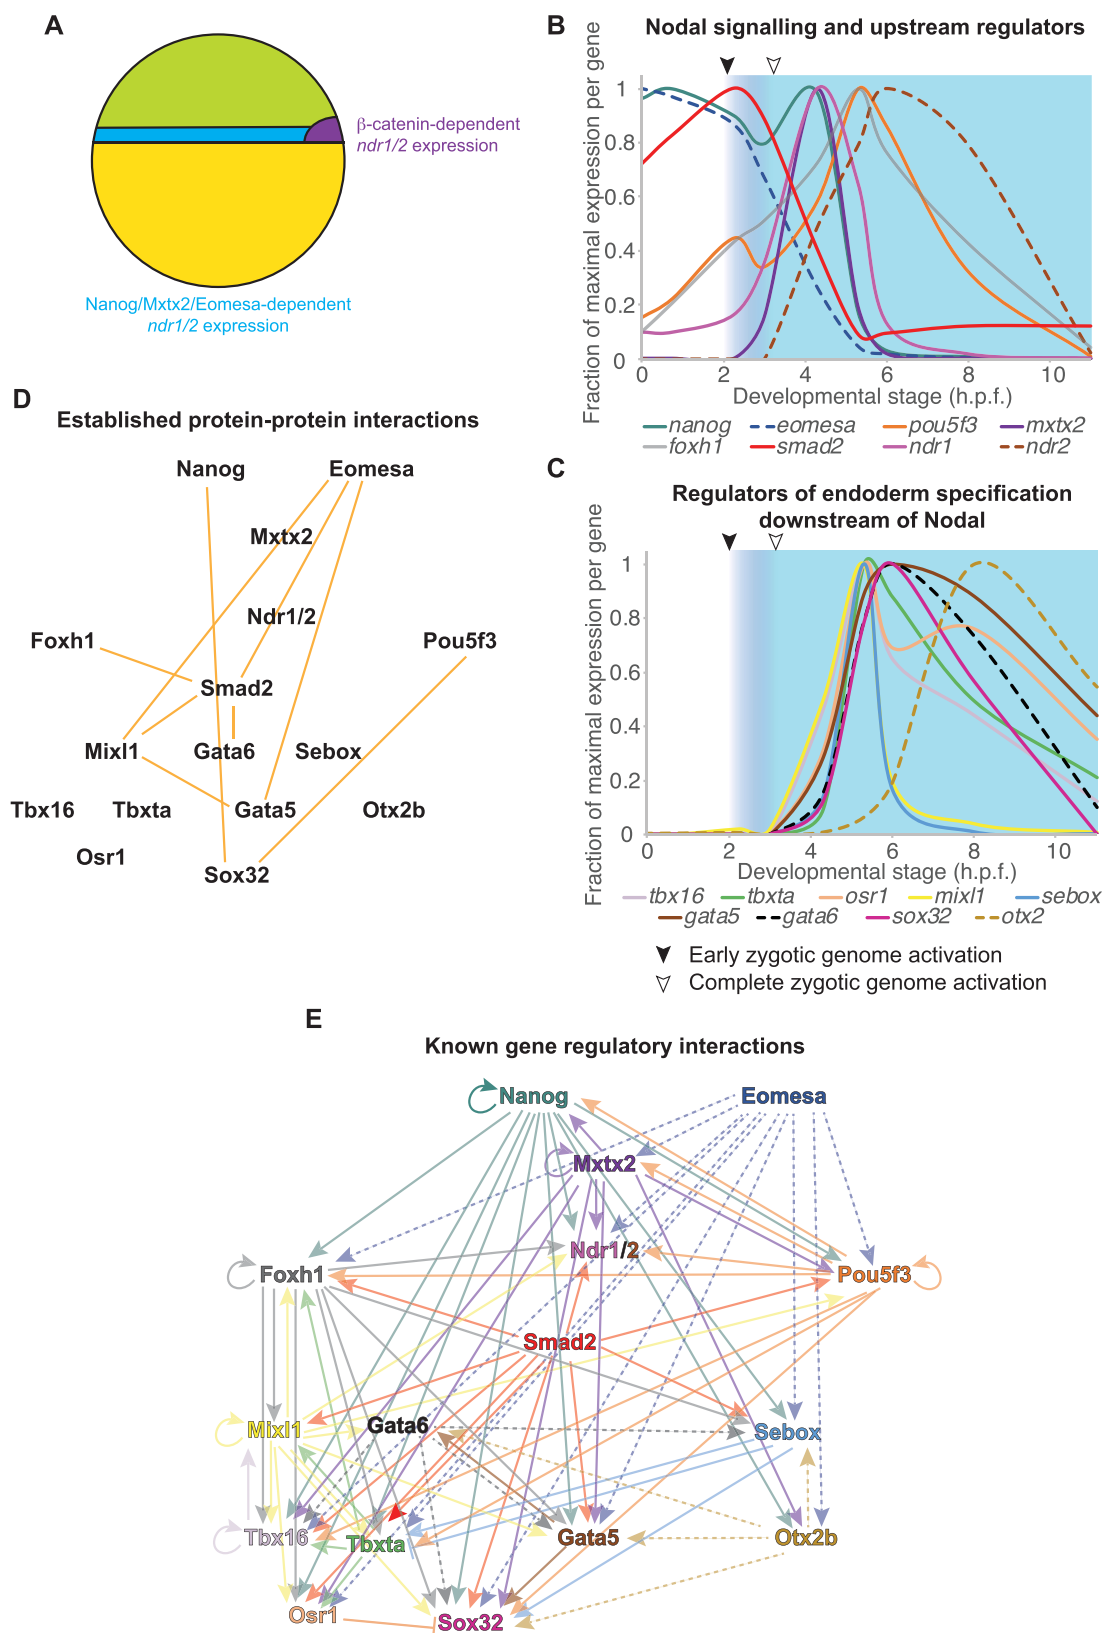 A
β-catenin-dependent
ndr1/2 expression
Nanog/Mxtx2/Eomesa-dependent
ndr1/2 expression
B
Nodal signalling and upstream regulators
Fraction of maximal expression per gene
1
0.8
0.6
0.4
0.2
0
0 2 4 6 8 10
Developmental stage (h.p.f.)
nanog eomesa pou5f3 mxtx2
foxh1 smad2 ndr1 ndr2
C
Regulators of endoderm specification
downstream of Nodal
Fraction of maximal expression per gene
1
0.8
0.6
0.4
0.2
0
0 2 4 6 8 10
Developmental stage (h.p.f.)
tbx16 tbxta osr1 mixl1 sebox
gata5 gata6 sox32 otx2
Early zygotic genome activation
Complete zygotic genome activation
D
Established protein-protein interactions
Nanog Eomesa
Mxtx2
Ndr1/2
Foxh1 Pou5f3
Smad2
Mixl1 Gata6 Sebox
Tbx16 Tbxta Gata5 Otx2b
Osr1
Sox32
E
Known gene regulatory interactions
Nanog Eomesa
Mxtx2
Ndr1/2
Foxh1 Pou5f3
Smad2
Mixl1 Gata6 Sebox
Tbx16 Tbxta Gata5 Otx2b
Osr1 Sox32